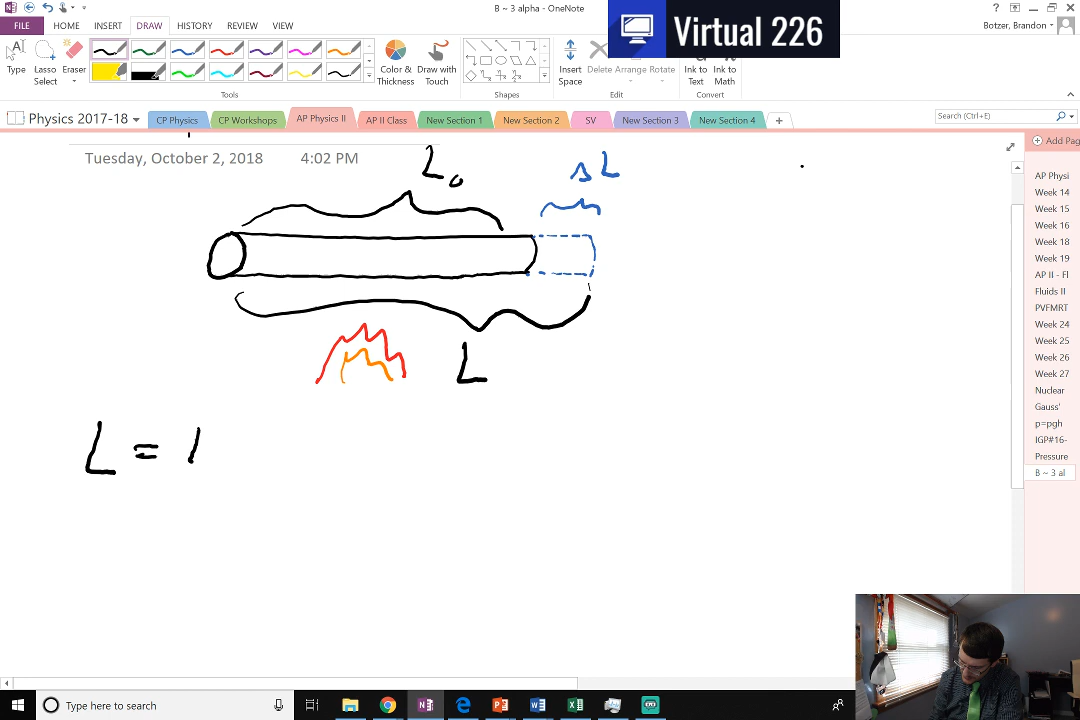 B ~ 3 alpha - OneNote
?
Virtual 226
FILE HOME INSERT DRAW HISTORY REVIEW VIEW
Botzer, Brandon
Type
Lasso Select
Eraser
Color & Thickness
Draw with Touch
Insert Space
Delete Arrange Rotate
Ink to Text
Ink to Math
Tools
Shapes
Edit
Convert
Physics 2017-18
CP Physics CP Workshops AP Physics II AP II Class New Section 1 New Section 2 SV New Section 3 New Section 4 +
Search (Ctrl+E)
Add Pag
Tuesday, October 2, 2018 4:02 PM
L₀
ΔL
L
L =
AP Physi
Week 14
Week 15
Week 16
Week 18
Week 19
AP II - Fl
Fluids II
PVFMRT
Week 24
Week 25
Week 26
Week 27
Nuclear
Gauss'
p=pgh
IGP#16-
Pressure
B ~ 3 al
Type here to search